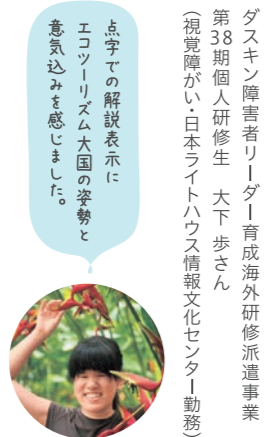 ダスキン障害者リーダー育成海外研修派遣事業
第38期個人研修生　大下 歩さん
（視覚障がい・日本ライトハウス情報文化センター勤務）
点字での解説表示に
エコツーリズム大国の姿勢と
意気込みを感じました。